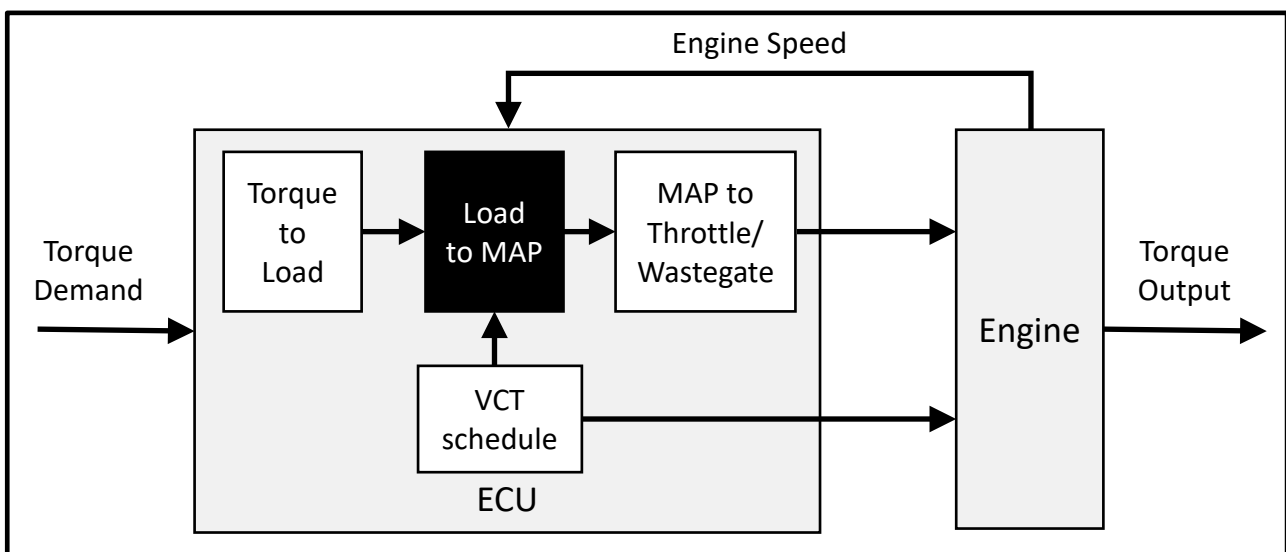 Engine Speed
Torque
to
Load
Load
to MAP
MAP to
Throttle/
Wastegate
Torque
Demand
Torque
Output
Engine
VCT
schedule
ECU